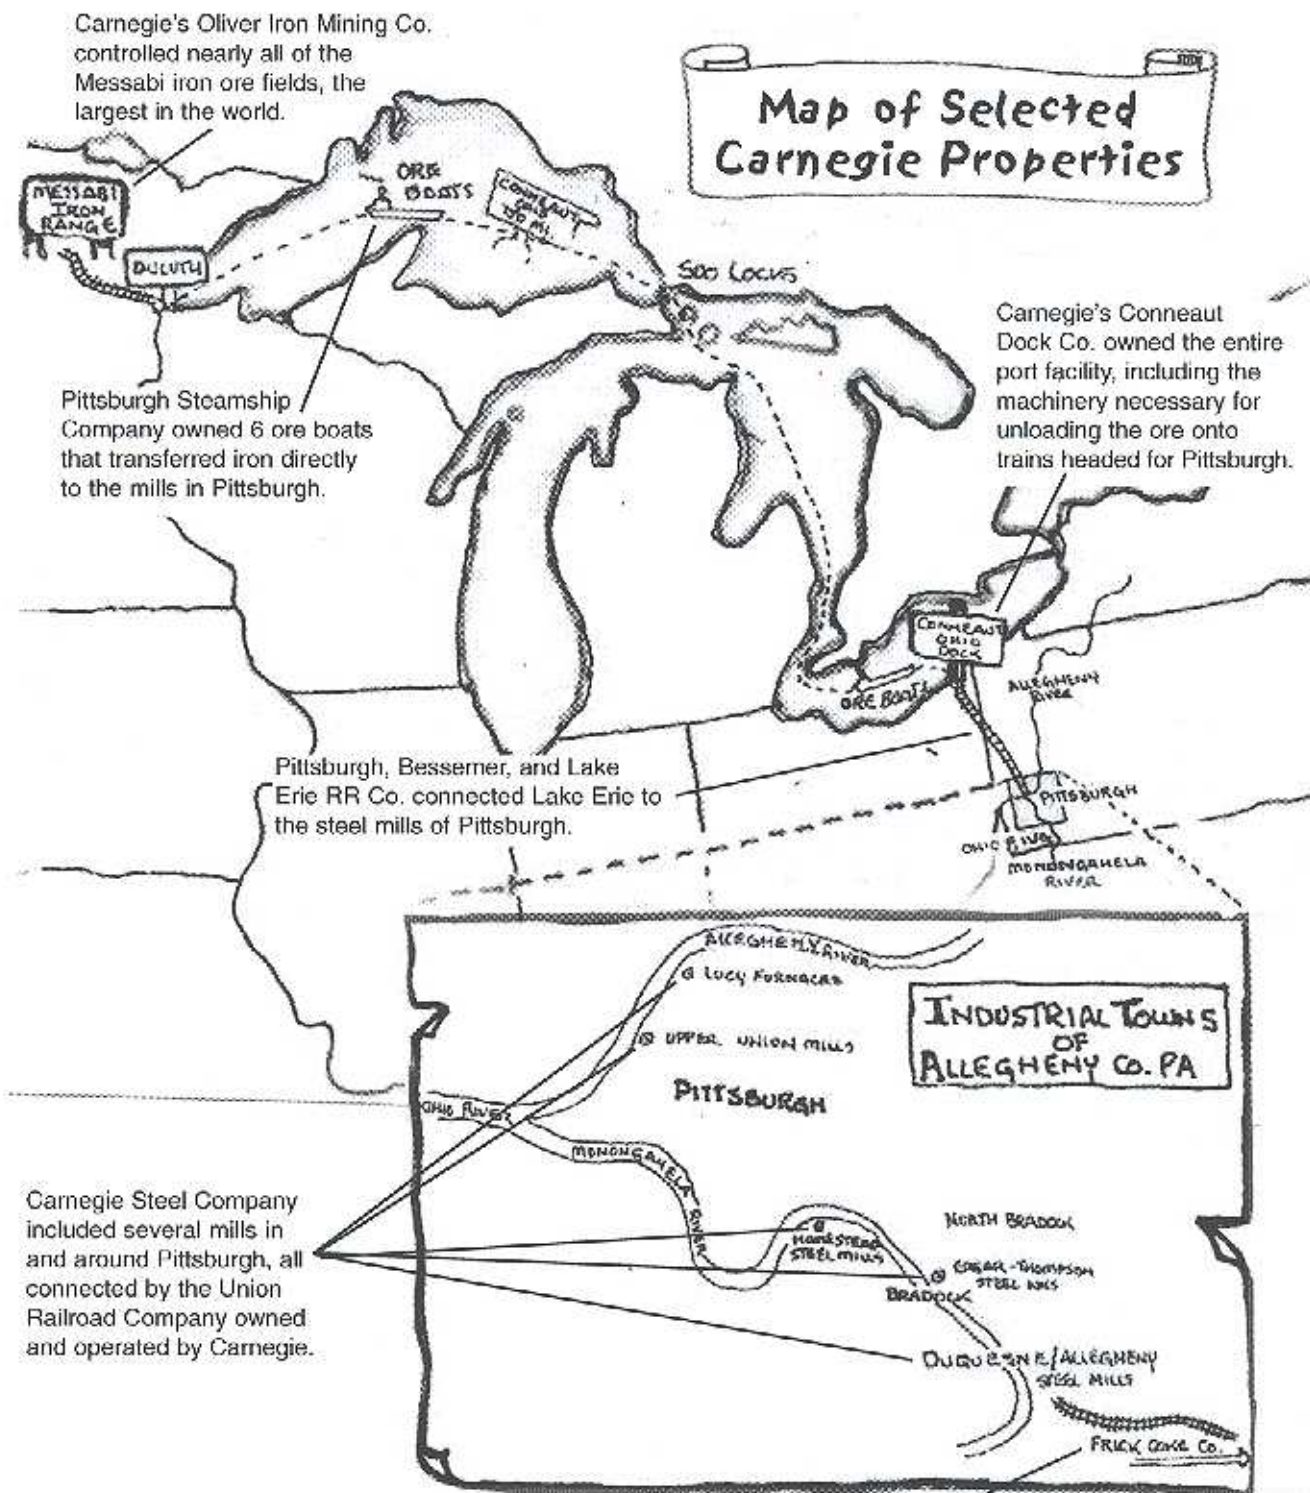 Carnegie's Oliver Iron Mining Co.
controlled nearly all of the
Messabi iron ore fields, the
largest in the world.
Map of Selected
Carnegie Properties
MESSABI
IRON
RANGE
DULUTH
ORE
BOATS
CONNEAUT
OHIO
MI.
SOO LOCKS
Pittsburgh Steamship
Company owned 6 ore boats
that transferred iron directly
to the mills in Pittsburgh.
Carnegie's Conneaut
Dock Co. owned the entire
port facility, including the
machinery necessary for
unloading the ore onto
trains headed for Pittsburgh.
CONNEAUT
OHIO
DOCK
ORE BOATS
ALLEGHENY
RIVER
Pittsburgh, Bessemer, and Lake
Erie RR Co. connected Lake Erie to
the steel mills of Pittsburgh.
PITTSBURGH
OHIO RIVER
MONONGAHELA
RIVER
ALLEGHENY RIVER
LUCY FURNACES
UPPER UNION MILLS
INDUSTRIAL TOWNS
OF
ALLEGHENY CO. PA
PITTSBURGH
OHIO RIVER
MONONGAHELA RIVER
Carnegie Steel Company
included several mills in
and around Pittsburgh, all
connected by the Union
Railroad Company owned
and operated by Carnegie.
HOMESTEAD
STEEL MILLS
NORTH BRADOCK
EDGAR-THOMPSON
STEEL
BRADDOCK
DUQUESNE/ALLEGHENY
STEEL MILLS
FRICK COKE CO.